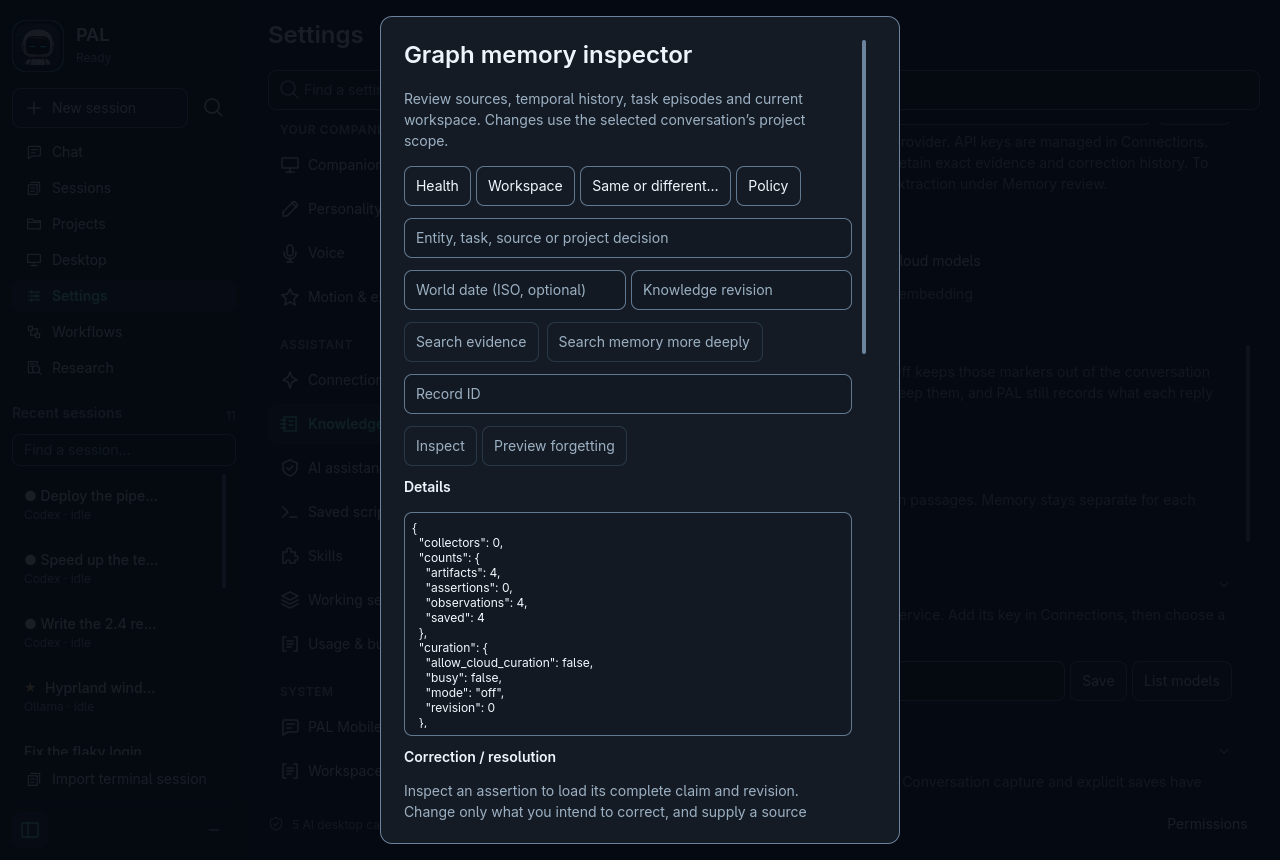 PAL
Ready
New session
Chat
Sessions
Projects
Desktop
Settings
Workflows
Research
Recent sessions
11
Find a session...
Deploy the pipe...
Codex · idle
Speed up the te...
Codex · idle
Write the 2.4 re...
Codex · idle
Hyprland wind...
Ollama · idle
Fix the flaky login
Import terminal session
Settings
Find a setti
YOUR COMPAN
Companion
Personality
Voice
Motion & e
ASSISTANT
Connection
Knowledge
AI assistan
Saved scrip
Skills
Working se
Usage & bu
SYSTEM
PAL Mobile
Workspace
5 AI desktop ca
Graph memory inspector
Review sources, temporal history, task episodes and current
workspace. Changes use the selected conversation's project
scope.
Health
Workspace
Same or different...
Policy
Entity, task, source or project decision
World date (ISO, optional)
Knowledge revision
Search evidence
Search memory more deeply
Record ID
Inspect
Preview forgetting
Details
{
"collectors": 0,
"counts": {
"artifacts": 4,
"assertions": 0,
"observations": 4,
"saved": 4
},
"curation": {
"allow_cloud_curation": false,
"busy": false,
"mode": "off",
"revision": 0
},
Correction / resolution
Inspect an assertion to load its complete claim and revision.
Change only what you intend to correct, and supply a source
rovider. API keys are managed in Connections.
etain exact evidence and correction history. To
xtraction under Memory review.
loud models
embedding
ff keeps those markers out of the conversation
eep them, and PAL still records what each reply
n passages. Memory stays separate for each
ervice. Add its key in Connections, then choose a
Save
List models
Conversation capture and explicit saves have
Permissions